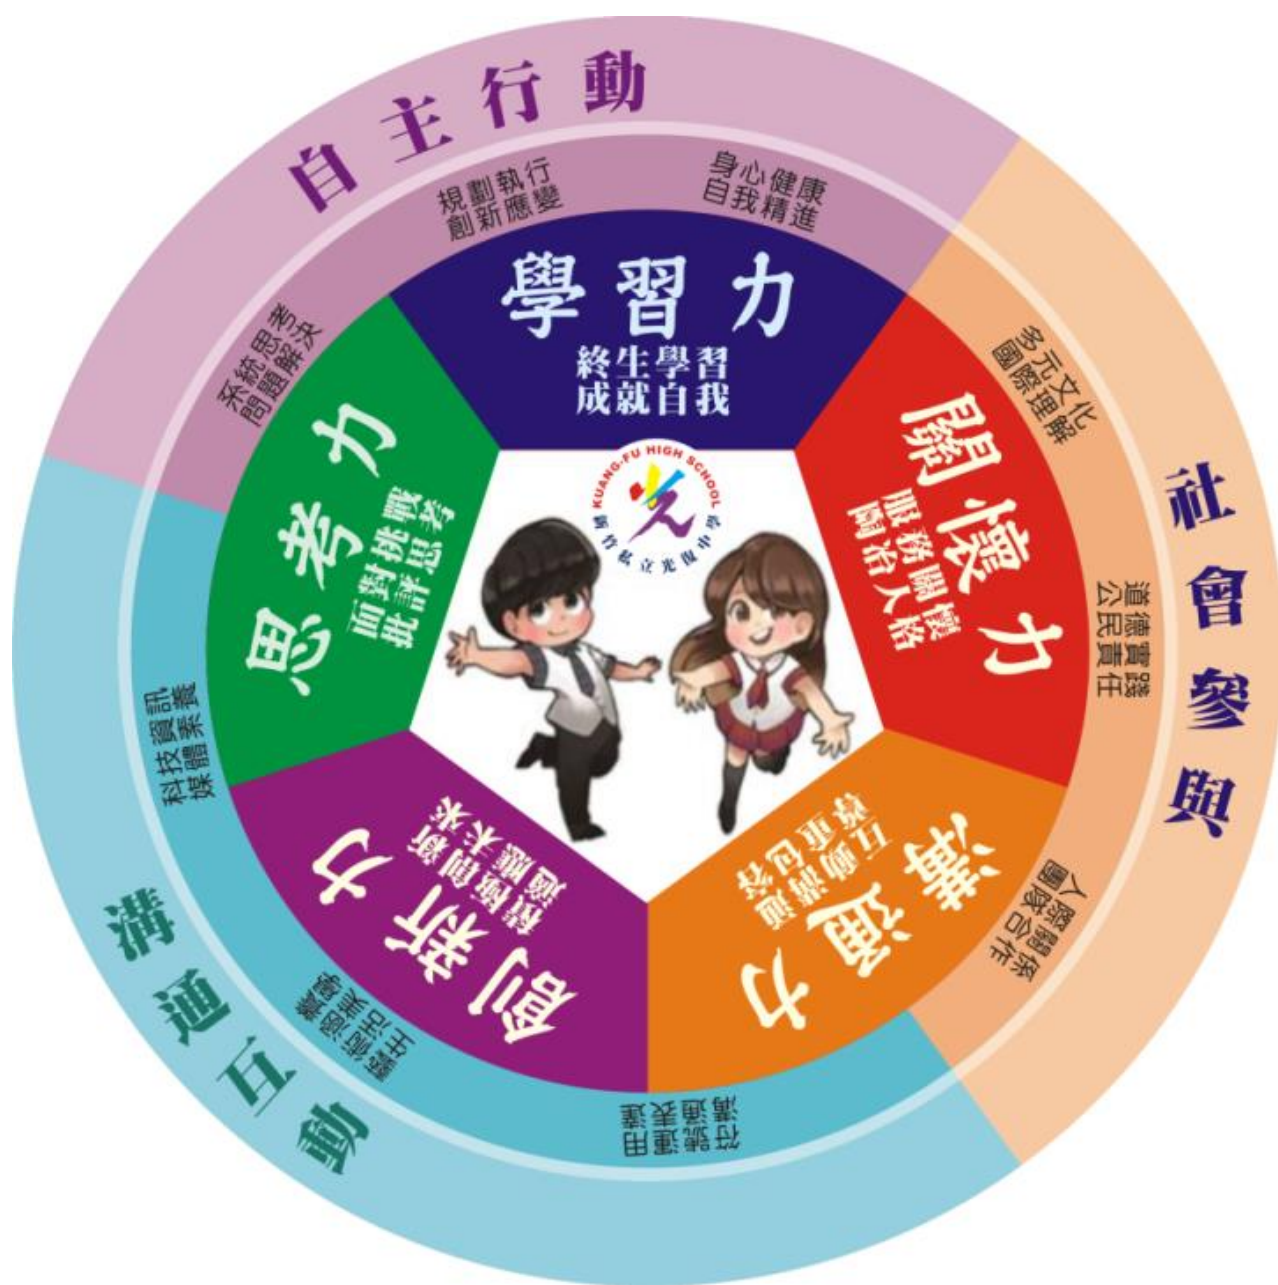 自主行動
規劃執行
創新應變
身心健康
自我精進
系統思考
問題解決
社會參與
多元文化
國際理解
道德實踐
公民責任
人際關係
團隊合作
溝通互動
科技資訊
媒體素養
藝術涵養
生活美學
符號運用
溝通表達
學習力
終生學習
成就自我
關懷力
服務關懷
陶冶人格
溝通力
互動溝通
尊重包容
創新力
積極創新
適應未來
思考力
面對挑戰
批評思考
KUANG-FU HIGH SCHOOL
新竹私立光復中學